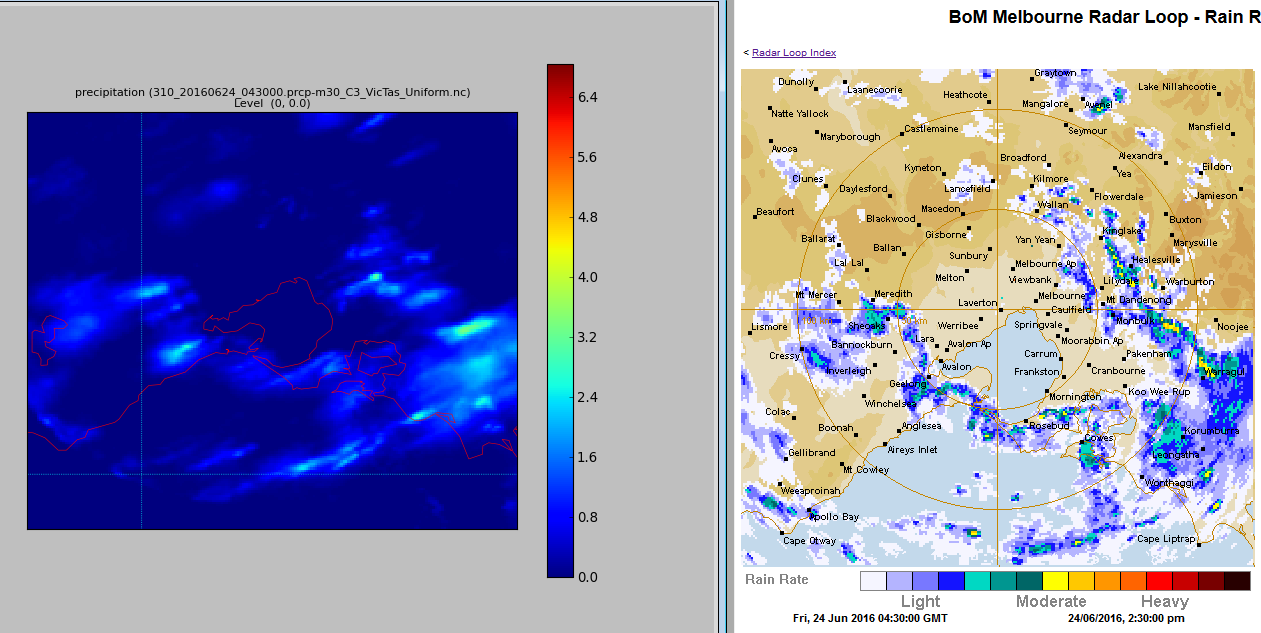 precipitation (310_20160624_043000.prcp-m30_C3_VicTas_Uniform.nc)
Level (0, 0.0)
6.4
5.6
4.8
4.0
3.2
2.4
1.6
0.8
0.0
BoM Melbourne Radar Loop - Rain R
< Radar Loop Index
Graytown
Dunolly
Laanecoorie
Lake Nillahcootie
Heathcote
Mangalore
Avenel
Natte Yallock
Castlemaine
Seymour
Mansfield
Maryborough
Avoca
Broadford
Alexandra
Kyneton
Eildon
Yea
Clunes
Kilmore
Daylesford
Lancefield
Flowerdale
Jamieson
Wallan
Beaufort
Macedon
Blackwood
Buxton
Gisborne
Kinglake
Ballarat
Yan Yean
Marysville
Ballan
Sunbury
Healesville
Lal Lal
Melbourne Ap
Melton
Viewbank
Lilydale
Warburton
Mt Mercer
Meredith
Melbourne
Mt Dandenong
Laverton
Caulfield
Monbulk
Lismore
Sheoaks
Werribee
Springvale
Noojee
Lara
Moorabbin Ap
Bannockburn
Avalon Ap
Cressy
Carrum
Pakenham
Avalon
Inverleigh
Frankston
Cranbourne
Warragul
Geelong
Koo Wee Rup
Winchelsea
Mornington
Colac
Boonah
Anglesea
Rosebud
Korumburra
Cowes
Aireys Inlet
Gellibrand
Leongatha
Mt Cowley
Wonthaggi
Weeaproinah
Apollo Bay
Cape Otway
Cape Liptrap
Rain Rate
Light
Moderate
Heavy
Fri, 24 Jun 2016 04:30:00 GMT
24/06/2016, 2:30:00 pm